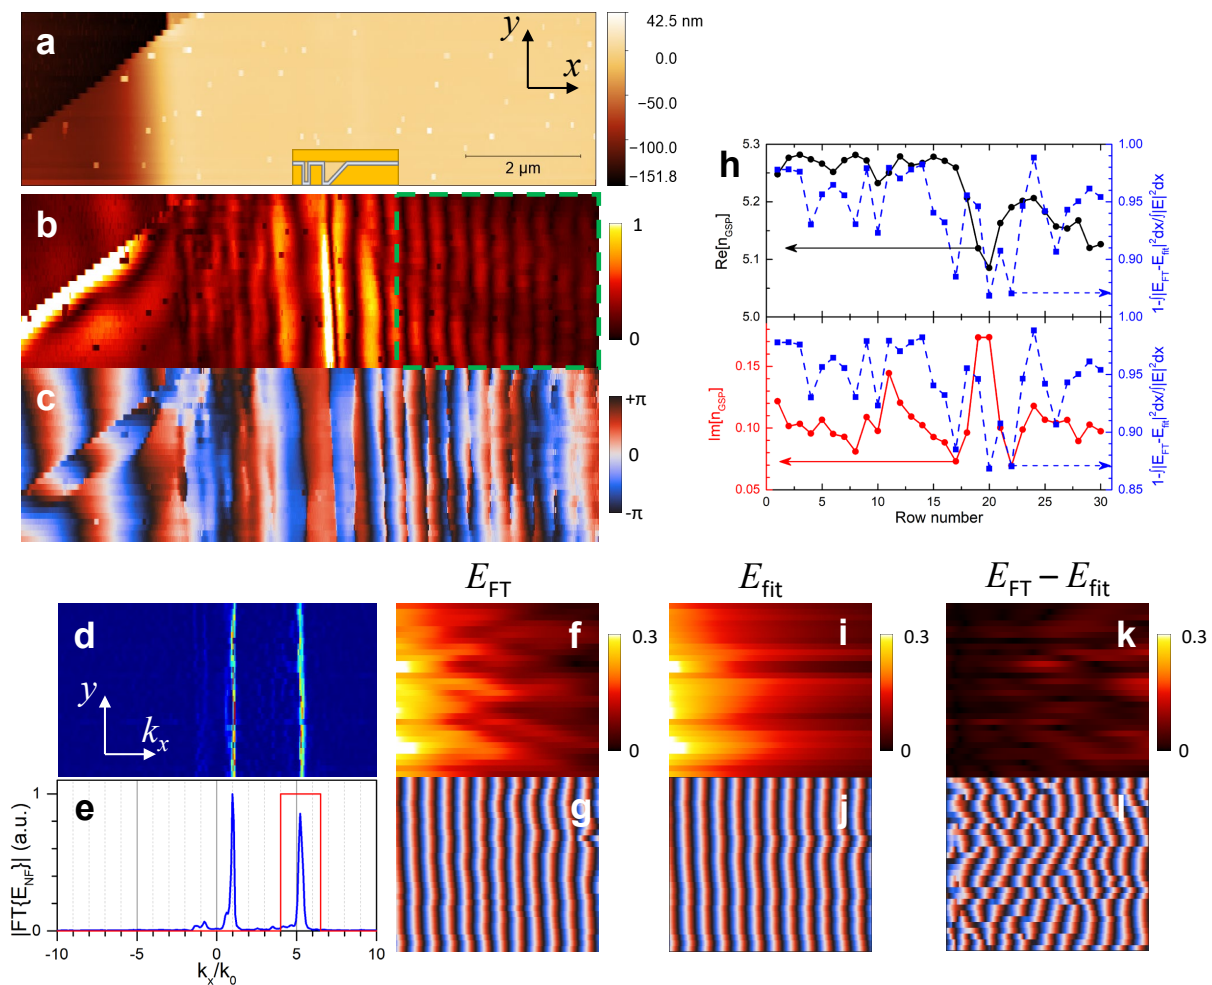 a
y
x
2 μm
42.5 nm
0.0
−50.0
−100.0
−151.8
b
1
0
c
+π
0
-π
h
5.3
5.2
5.1
5.0
Re[n_GSP]
1.00
0.95
0.90
1.00
1-∫|E_FT-E_fit|²dx/∫|E|²dx
0.15
0.10
0.05
Im[n_GSP]
0.95
0.90
0.85
1-∫|E_FT-E_fit|²dx/∫|E|²dx
0 5 10 15 20 25 30
Row number
E_FT
E_fit
E_FT − E_fit
d
y
k_x
f
0.3
0
i
0.3
0
k
0.3
0
e
1
0
|FT{E_NF}| (a.u.)
-10 -5 0 5 10
k_x/k_0
g
j
l